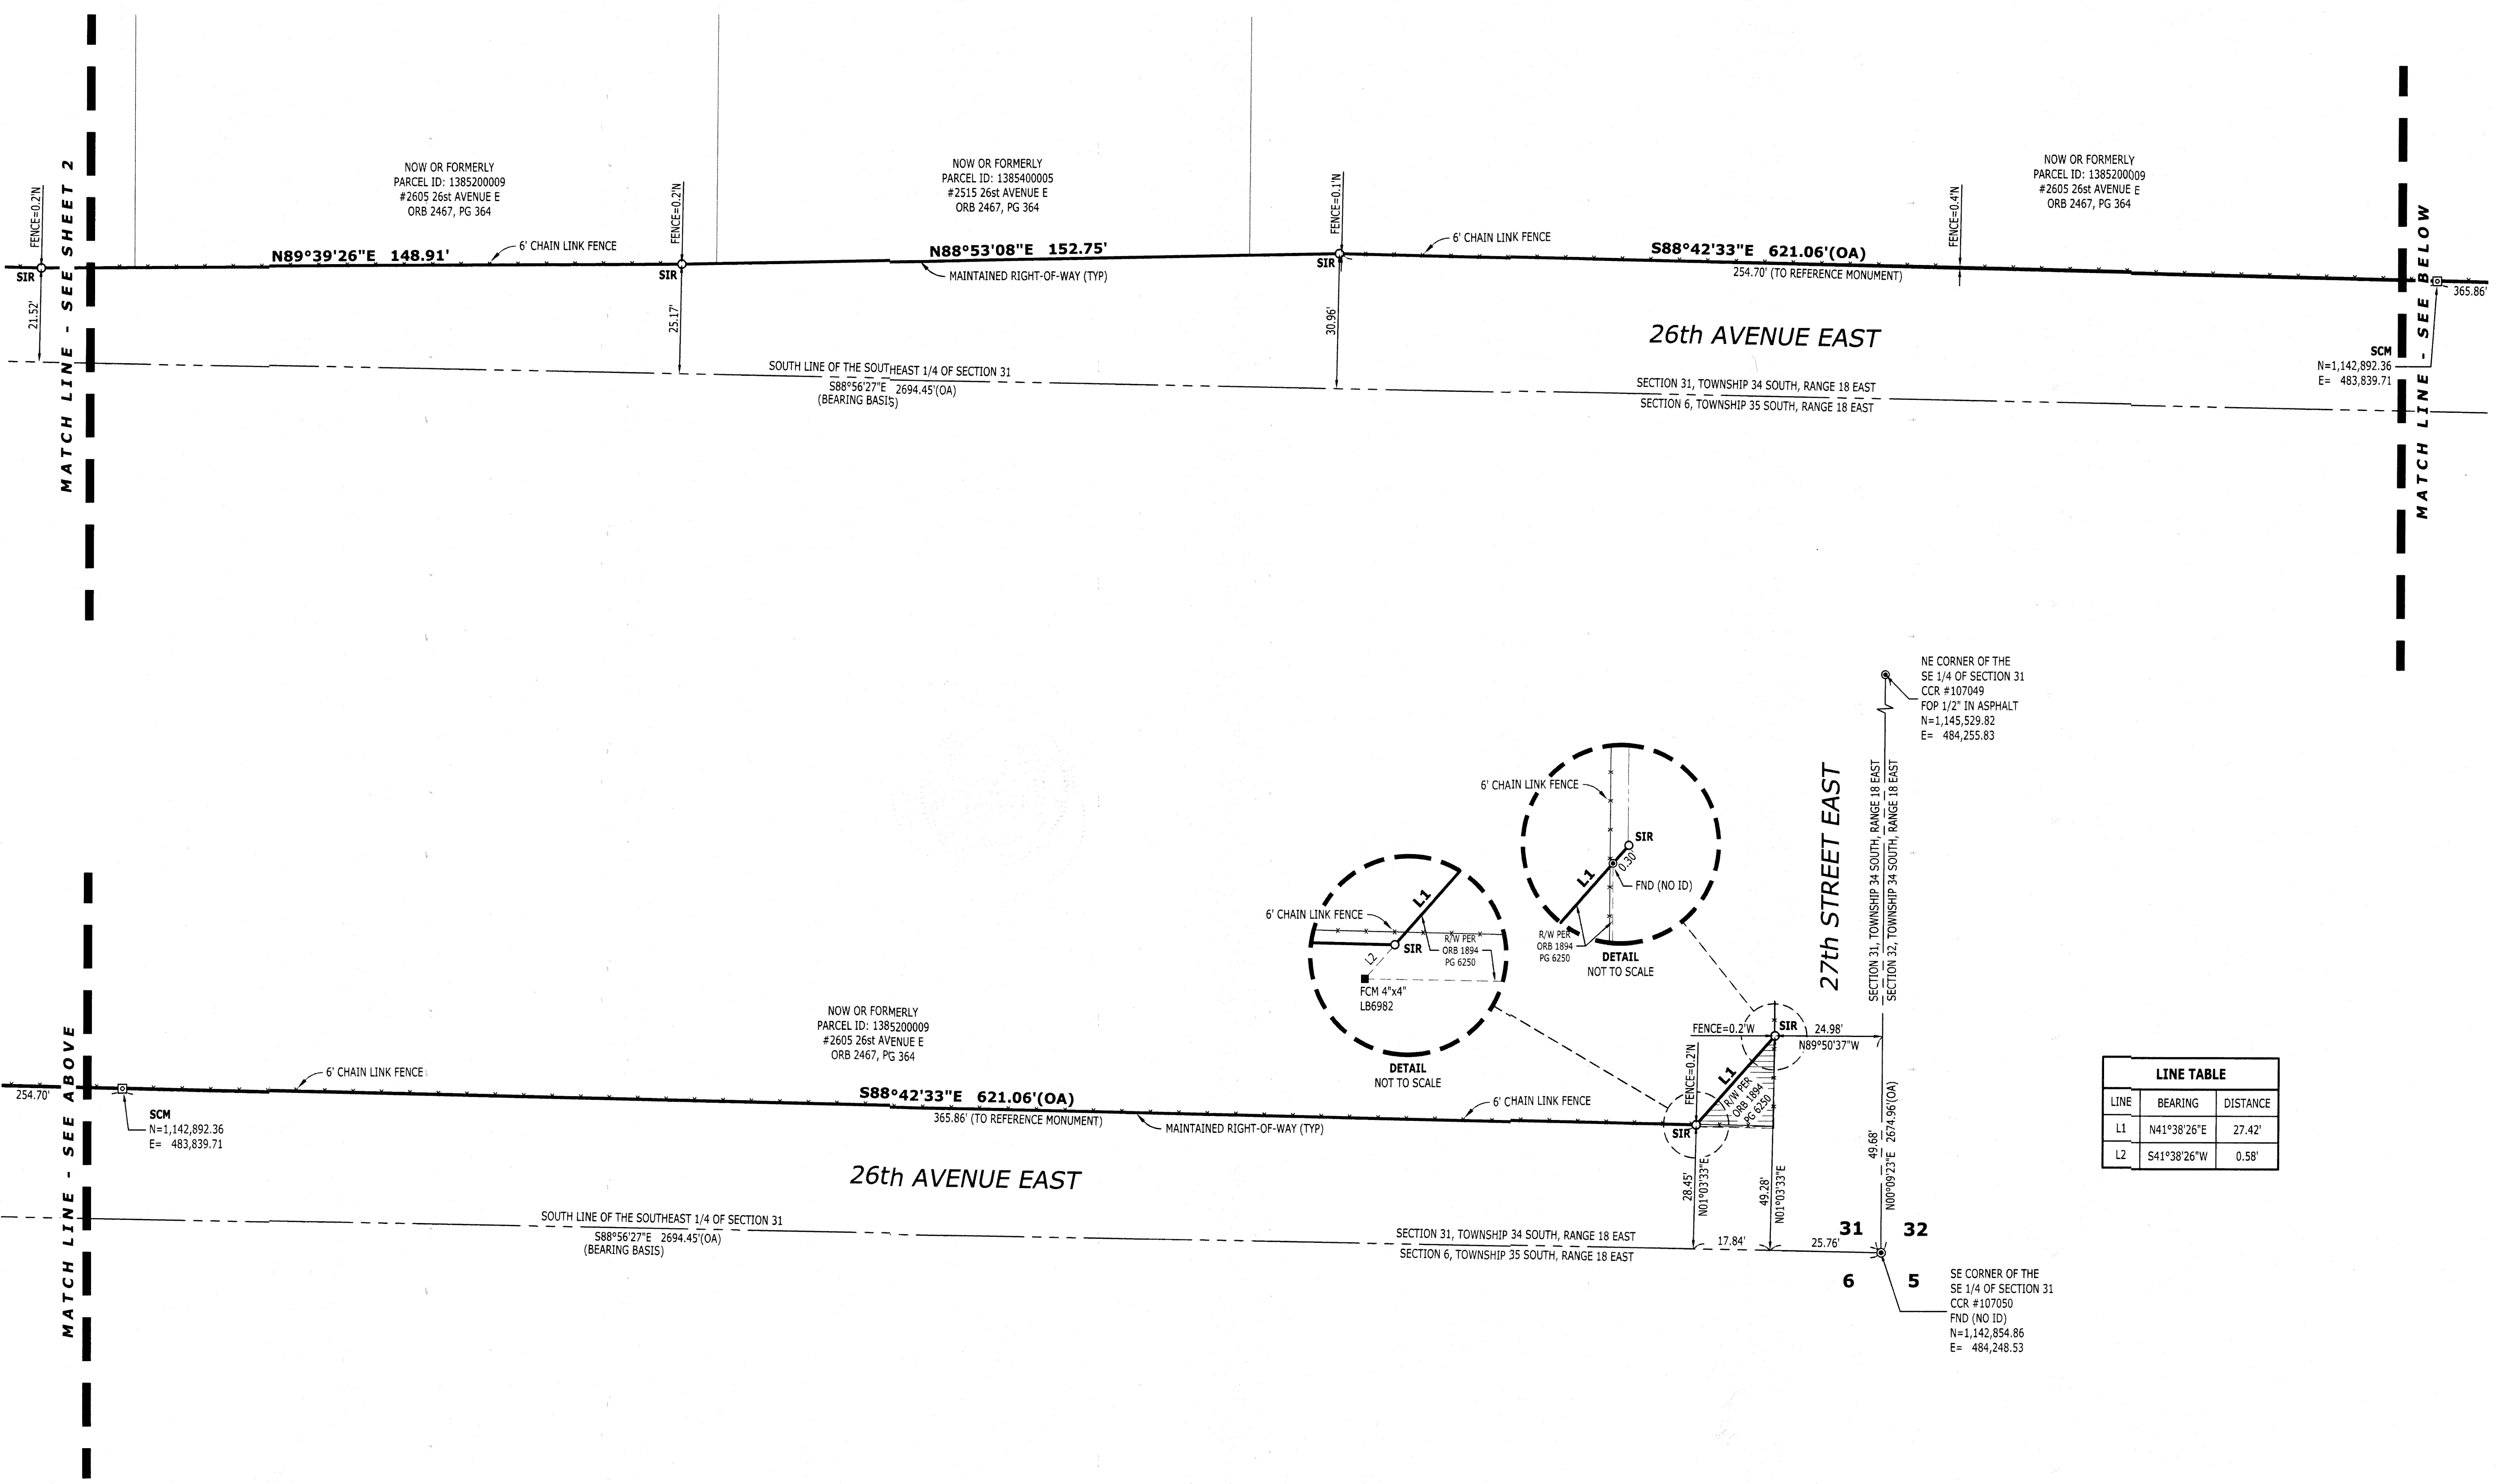 MATCH LINE - SEE SHEET 2
FENCE=0.2'N
SIR
21.52'
NOW OR FORMERLY
PARCEL ID: 1385200009
#2605 26st AVENUE E
ORB 2467, PG 364
N89°39'26"E 148.91'
6' CHAIN LINK FENCE
FENCE=0.2'N
SIR
25.17'
NOW OR FORMERLY
PARCEL ID: 1385400005
#2515 26st AVENUE E
ORB 2467, PG 364
N88°53'08"E 152.75'
MAINTAINED RIGHT-OF-WAY (TYP)
FENCE=0.1'N
SIR
30.96'
6' CHAIN LINK FENCE
S88°42'33"E 621.06'(OA)
254.70' (TO REFERENCE MONUMENT)
FENCE=0.4'N
NOW OR FORMERLY
PARCEL ID: 1385200009
#2605 26st AVENUE E
ORB 2467, PG 364
365.86'
MATCH LINE - SEE BELOW
26th AVENUE EAST
SCM
N=1,142,892.36
E= 483,839.71
SOUTH LINE OF THE SOUTHEAST 1/4 OF SECTION 31
S88°56'27"E 2694.45'(OA)
(BEARING BASIS)
SECTION 31, TOWNSHIP 34 SOUTH, RANGE 18 EAST
SECTION 6, TOWNSHIP 35 SOUTH, RANGE 18 EAST
NE CORNER OF THE
SE 1/4 OF SECTION 31
CCR #107049
FOP 1/2" IN ASPHALT
N=1,145,529.82
E= 484,255.83
27th STREET EAST
SECTION 31, TOWNSHIP 34 SOUTH, RANGE 18 EAST
SECTION 32, TOWNSHIP 34 SOUTH, RANGE 18 EAST
6' CHAIN LINK FENCE
SIR
0.30'
L1
FND (NO ID)
R/W PER
ORB 1894
PG 6250
DETAIL
NOT TO SCALE
L1
6' CHAIN LINK FENCE
SIR
R/W PER
ORB 1894
PG 6250
L2
FCM 4"x4"
LB6982
DETAIL
NOT TO SCALE
MATCH LINE - SEE ABOVE
254.70'
SCM
N=1,142,892.36
E= 483,839.71
6' CHAIN LINK FENCE
NOW OR FORMERLY
PARCEL ID: 1385200009
#2605 26st AVENUE E
ORB 2467, PG 364
S88°42'33"E 621.06'(OA)
365.86' (TO REFERENCE MONUMENT)
MAINTAINED RIGHT-OF-WAY (TYP)
6' CHAIN LINK FENCE
26th AVENUE EAST
FENCE=0.2'W
SIR
24.98'
N89°50'37"W
FENCE=0.2'N
L1
R/W PER
ORB 1894
PG 6250
SIR
28.45'
N01°03'33"E
49.28'
N01°03'33"E
49.68'
N00°09'23"E 2674.96'(OA)
SOUTH LINE OF THE SOUTHEAST 1/4 OF SECTION 31
S88°56'27"E 2694.45'(OA)
(BEARING BASIS)
SECTION 31, TOWNSHIP 34 SOUTH, RANGE 18 EAST
SECTION 6, TOWNSHIP 35 SOUTH, RANGE 18 EAST
17.84'
25.76'
31 32
6 5
SE CORNER OF THE
SE 1/4 OF SECTION 31
CCR #107050
FND (NO ID)
N=1,142,854.86
E= 484,248.53
LINE TABLE
LINE BEARING DISTANCE
L1 N41°38'26"E 27.42'
L2 S41°38'26"W 0.58'